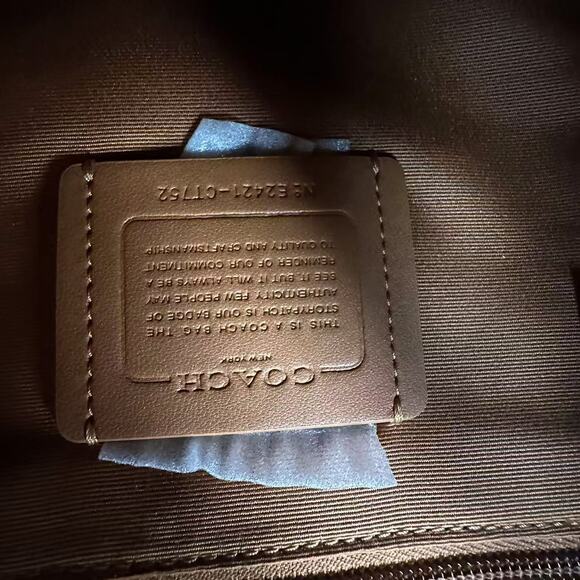 COACH
NEW YORK
THIS IS A COACH BAG. THE
STORYPATCH IS OUR BADGE OF
AUTHENTICITY. FEW PEOPLE MAY
SEE IT, BUT IT WILL ALWAYS BE A
REMINDER OF OUR COMMITMENT
TO QUALITY AND CRAFTSMANSHIP
Nº E2421-CT752